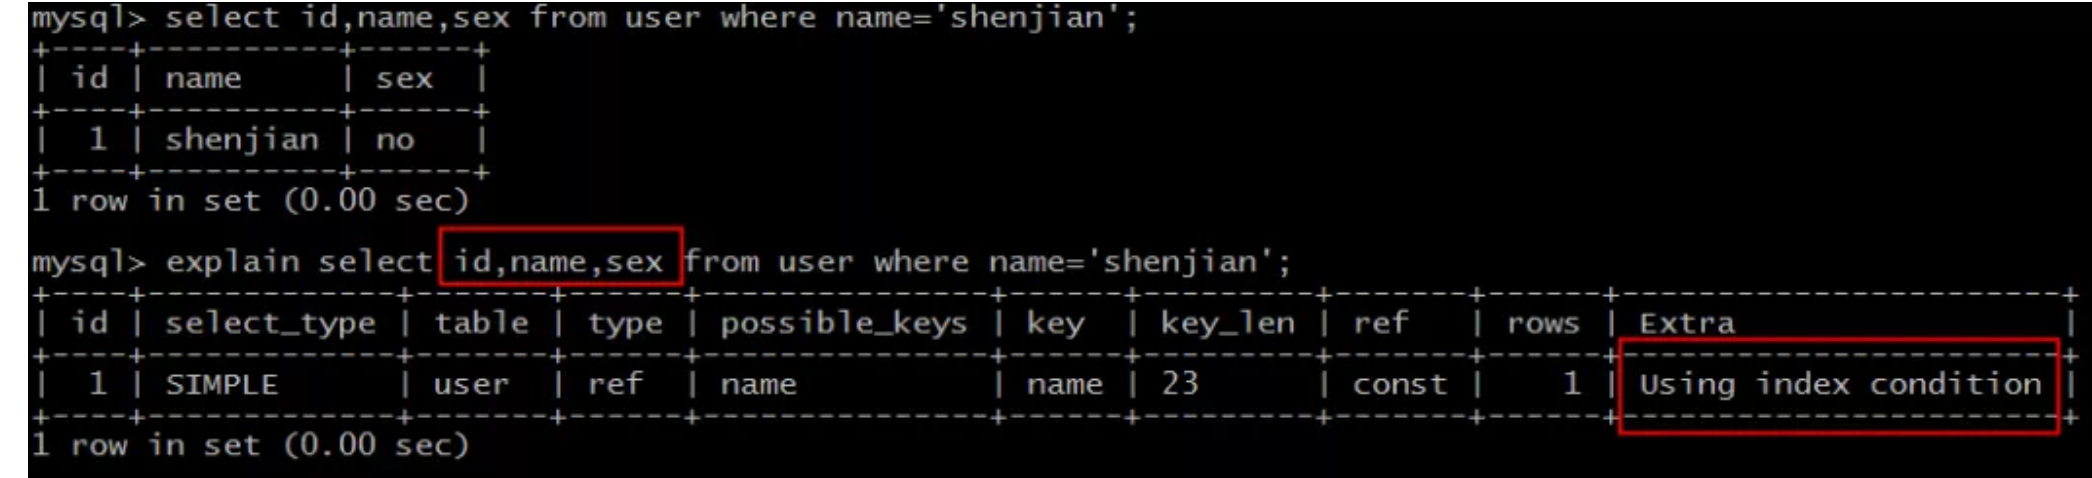 mysql> select id,name,sex from user where name='shenjian';
+----+----------+------+
| id | name     | sex  |
+----+----------+------+
|  1 | shenjian | no   |
+----+----------+------+
1 row in set (0.00 sec)
mysql> explain select id,name,sex from user where name='shenjian';
+----+-------------+-------+------+---------------+------+---------+-------+------+-----------------------+
| id | select_type | table | type | possible_keys | key  | key_len | ref   | rows | Extra                 |
+----+-------------+-------+------+---------------+------+---------+-------+------+-----------------------+
|  1 | SIMPLE      | user  | ref  | name          | name | 23      | const |    1 | Using index condition |
+----+-------------+-------+------+---------------+------+---------+-------+------+-----------------------+
1 row in set (0.00 sec)